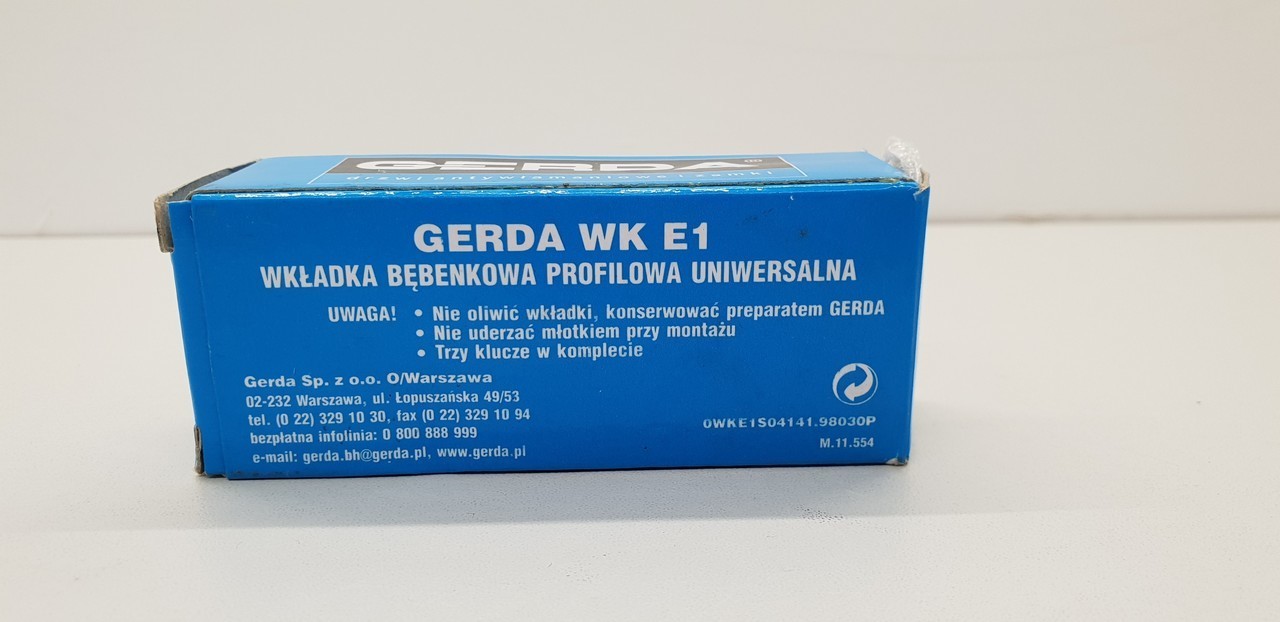 GERDA®
drzwi antywłamaniowe i zamki
GERDA WK E1
WKŁADKA BĘBENKOWA PROFILOWA UNIWERSALNA
UWAGA! • Nie oliwić wkładki, konserwować preparatem GERDA
• Nie uderzać młotkiem przy montażu
• Trzy klucze w komplecie
Gerda Sp. z o.o. O/Warszawa
02-232 Warszawa, ul. Łopuszańska 49/53
tel. (0 22) 329 10 30, fax (0 22) 329 10 94
bezpłatna infolinia: 0 800 888 999
e-mail: gerda.bh@gerda.pl, www.gerda.pl
0WKE1S04141.98030P
M.11.554